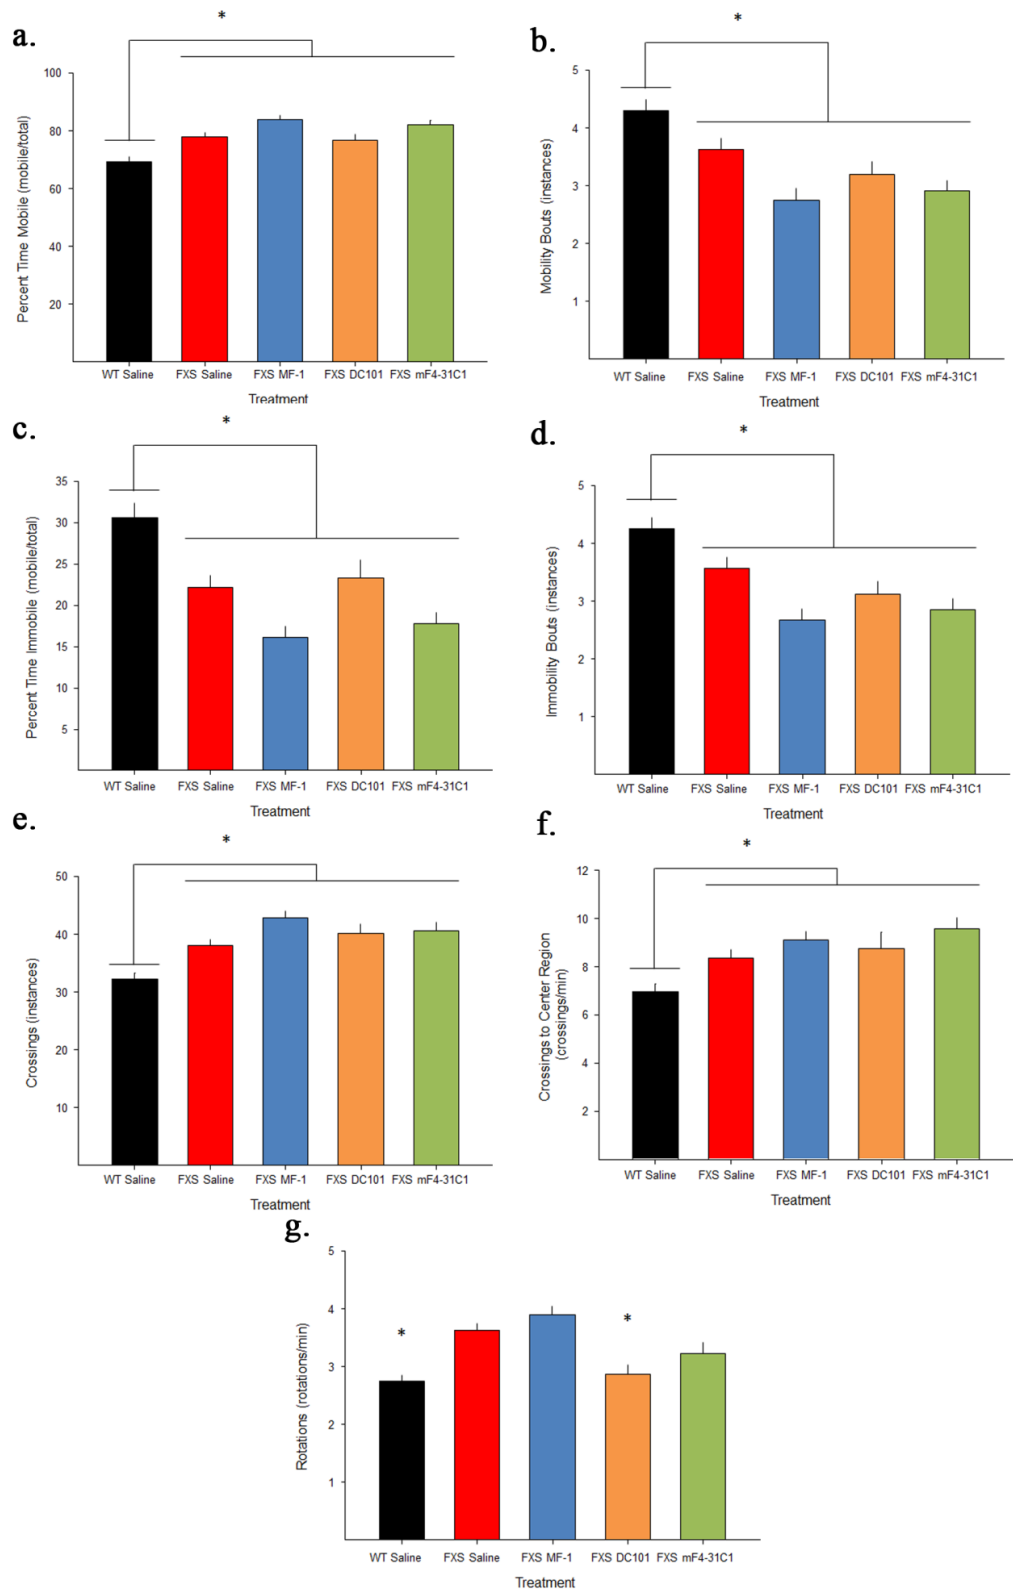 a.
*
100
80
60
40
20
Percent Time Mobile (mobile/total)
WT Saline FXS Saline FXS MF-1 FXS DC101 FXS mF4-31C1
Treatment
b.
*
5
4
3
2
1
Mobility Bouts (instances)
WT Saline FXS Saline FXS MF-1 FXS DC101 FXS mF4-31C1
Treatment
c.
*
35
30
25
20
15
10
5
Percent Time Immobile (mobile/total)
WT Saline FXS Saline FXS MF-1 FXS DC101 FXS mF4-31C1
Treatment
d.
*
5
4
3
2
1
Immobility Bouts (instances)
WT Saline FXS Saline FXS MF-1 FXS DC101 FXS mF4-31C1
Treatment
e.
*
50
40
30
20
10
Crossings (instances)
WT Saline FXS Saline FXS MF-1 FXS DC101 FXS mF4-31C1
Treatment
f.
*
12
10
8
6
4
2
Crossings to Center Region
(crossings/min)
WT Saline FXS Saline FXS MF-1 FXS DC101 FXS mF4-31C1
Treatment
g.
5
4
3
2
1
* *
Rotations (rotations/min)
WT Saline FXS Saline FXS MF-1 FXS DC101 FXS mF4-31C1
Treatment